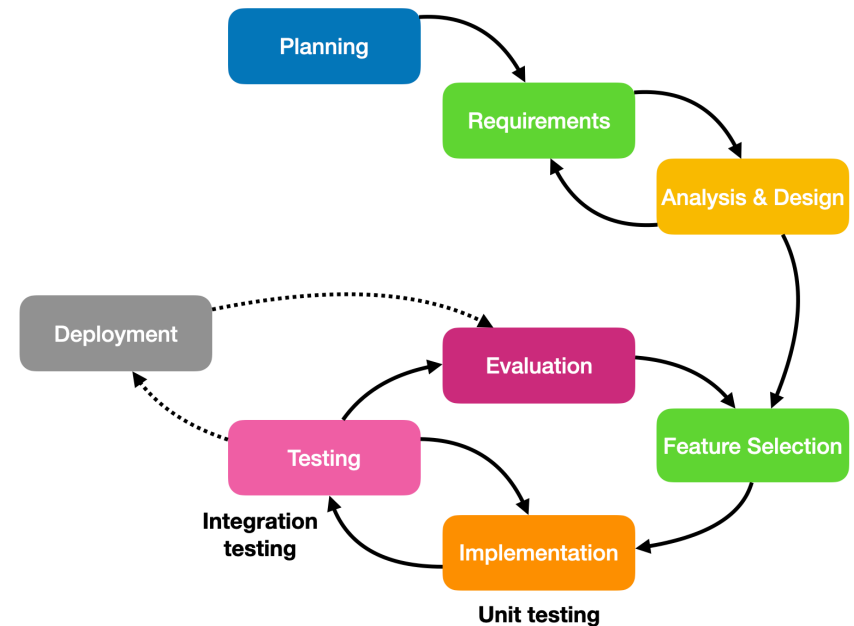 Planning
Requirements
Analysis & Design
Deployment
Evaluation
Feature Selection
Testing
Integration
testing
Implementation
Unit testing